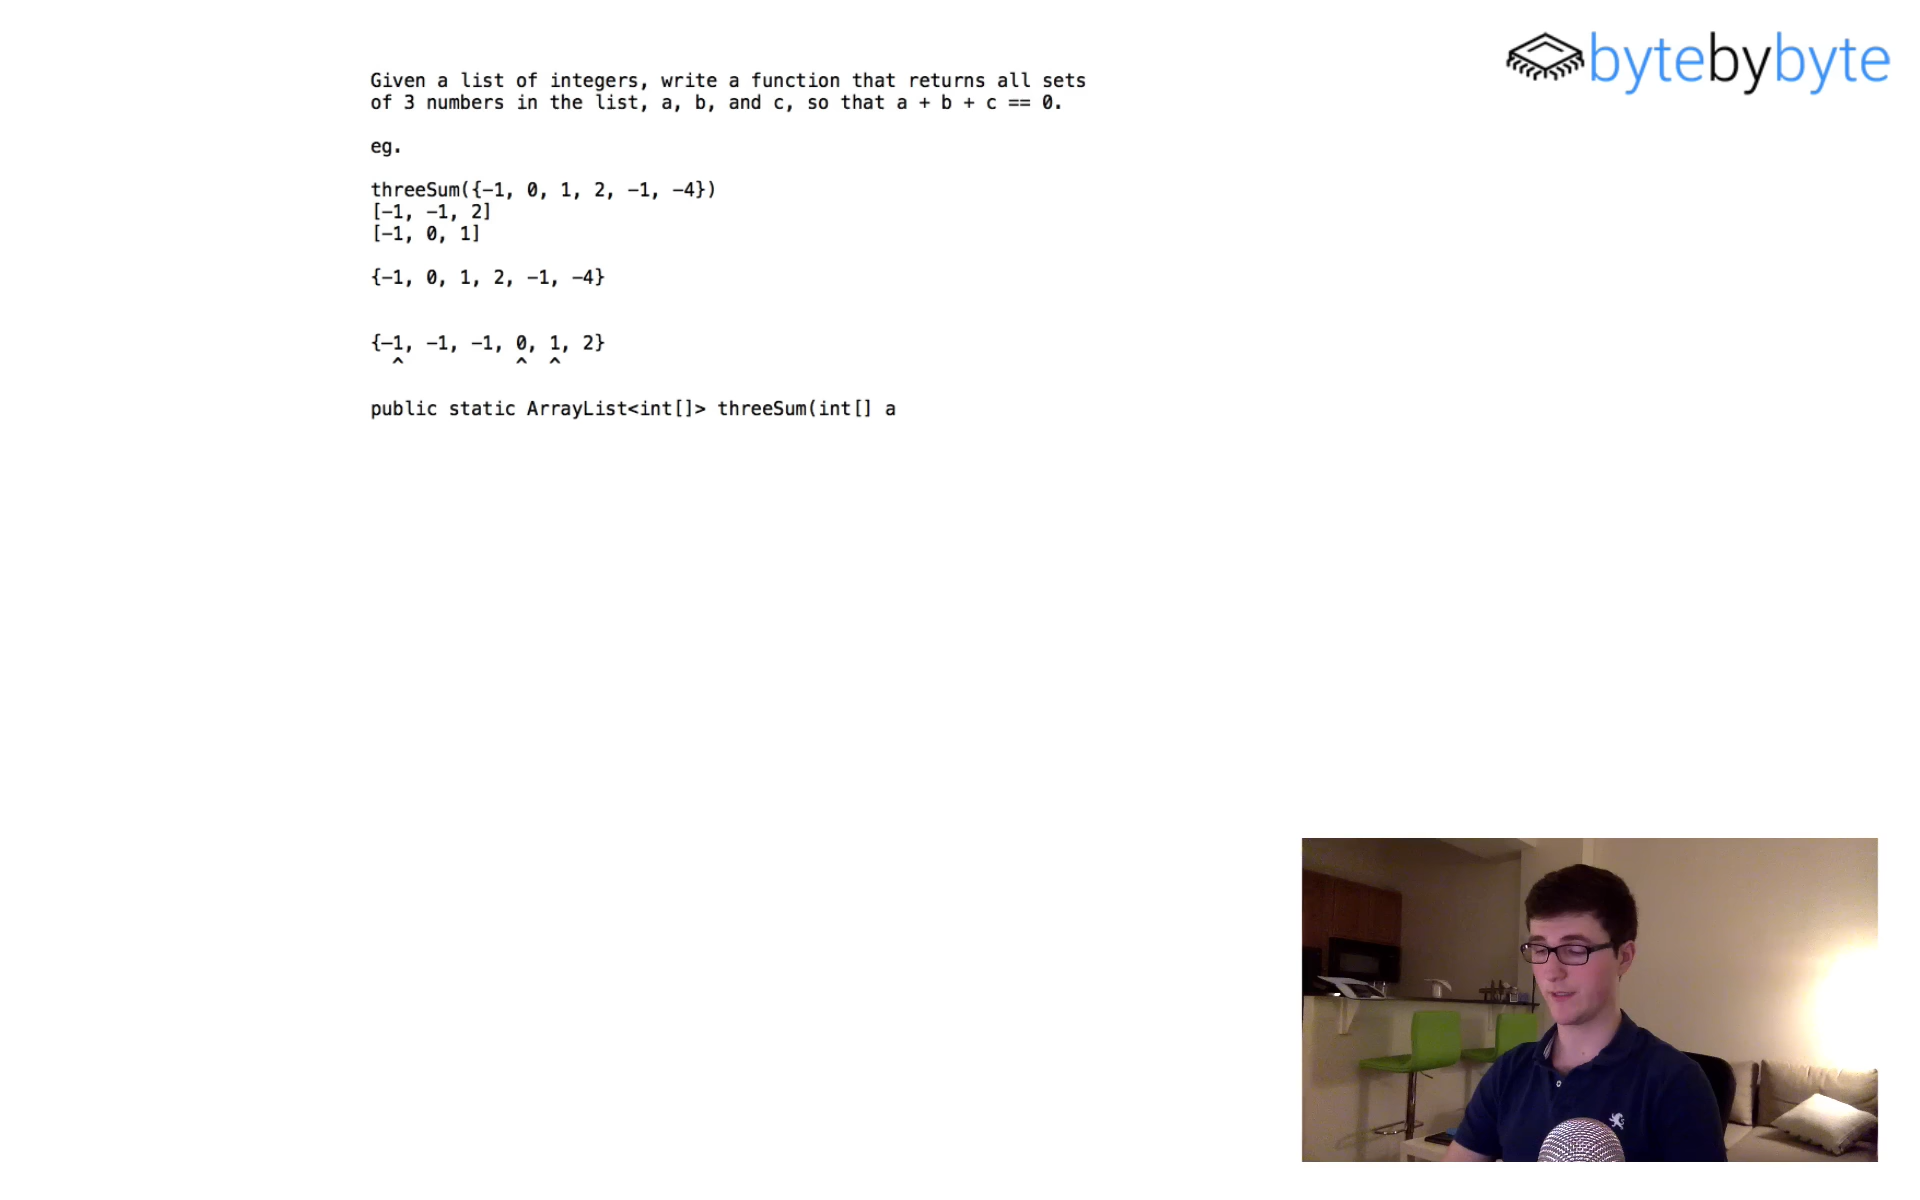 bytebybyte
Given a list of integers, write a function that returns all sets
of 3 numbers in the list, a, b, and c, so that a + b + c == 0.
eg.
threeSum({-1, 0, 1, 2, -1, -4})
[-1, -1, 2]
[-1, 0, 1]
{-1, 0, 1, 2, -1, -4}
{-1, -1, -1, 0, 1, 2}
^ ^ ^
public static ArrayList<int[]> threeSum(int[] a